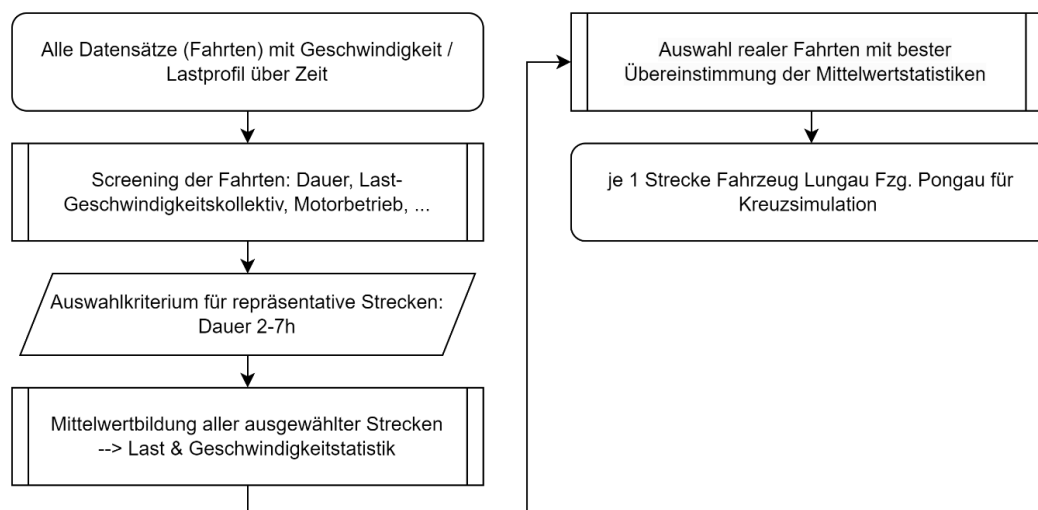 Alle Datensätze (Fahrten) mit Geschwindigkeit /
Lastprofil über Zeit
Screening der Fahrten: Dauer, Last-
Geschwindigkeitskollektiv, Motorbetrieb, ...
Auswahlkriterium für repräsentative Strecken:
Dauer 2-7h
Mittelwertbildung aller ausgewählter Strecken
--> Last & Geschwindigkeitstatistik
Auswahl realer Fahrten mit bester
Übereinstimmung der Mittelwertstatistiken
je 1 Strecke Fahrzeug Lungau Fzg. Pongau für
Kreuzsimulation